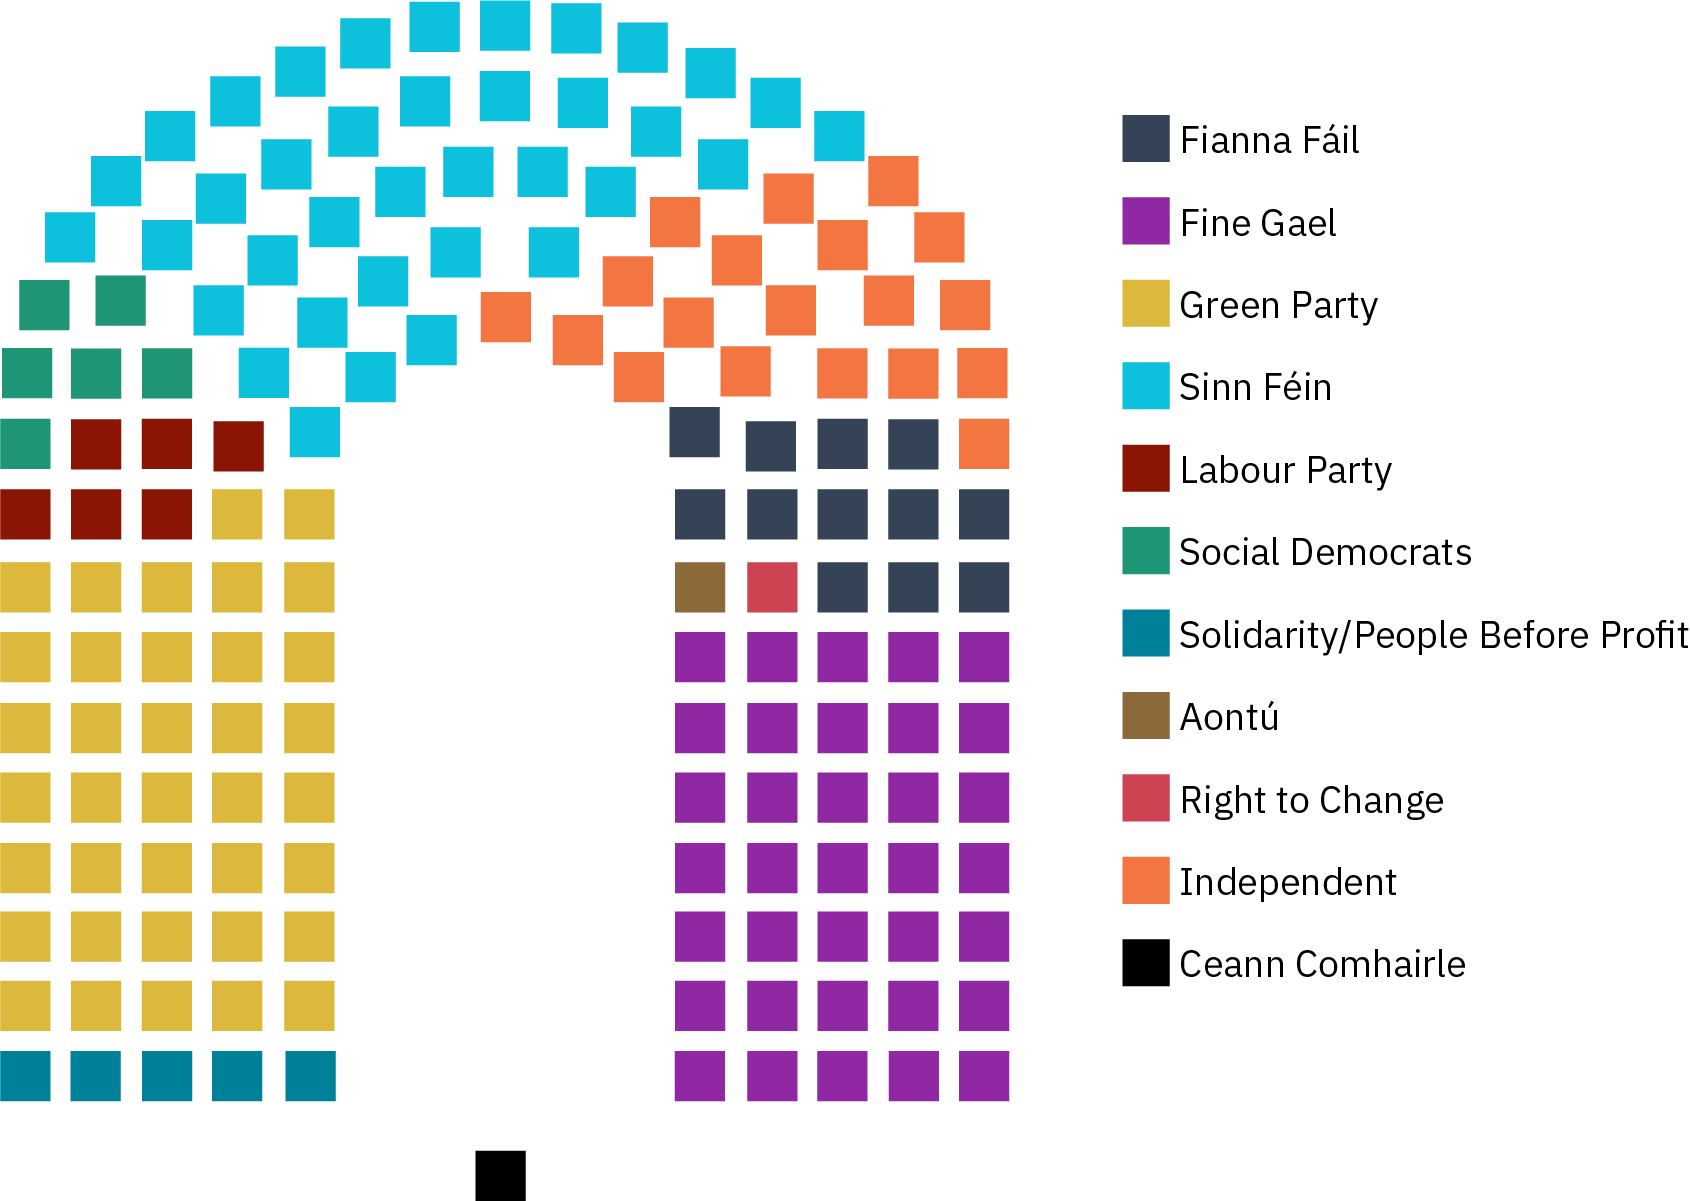 Fianna Fáil
Fine Gael
Green Party
Sinn Féin
Labour Party
Social Democrats
Solidarity/People Before Profit
Aontú
Right to Change
Independent
Ceann Comhairle